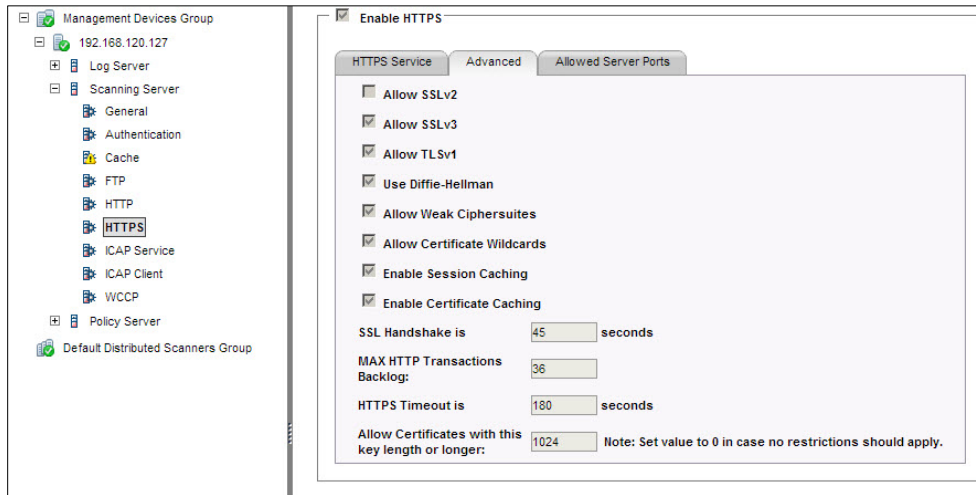 Management Devices Group
192.168.120.127
Log Server
Scanning Server
General
Authentication
Cache
FTP
HTTP
HTTPS
ICAP Service
ICAP Client
WCCP
Policy Server
Default Distributed Scanners Group
Enable HTTPS
HTTPS Service
Advanced
Allowed Server Ports
Allow SSLv2
Allow SSLv3
Allow TLSv1
Use Diffie-Hellman
Allow Weak Ciphersuites
Allow Certificate Wildcards
Enable Session Caching
Enable Certificate Caching
SSL Handshake is 45 seconds
MAX HTTP Transactions
Backlog: 36
HTTPS Timeout is 180 seconds
Allow Certificates with this
key length or longer: 1024 Note: Set value to 0 in case no restrictions should apply.